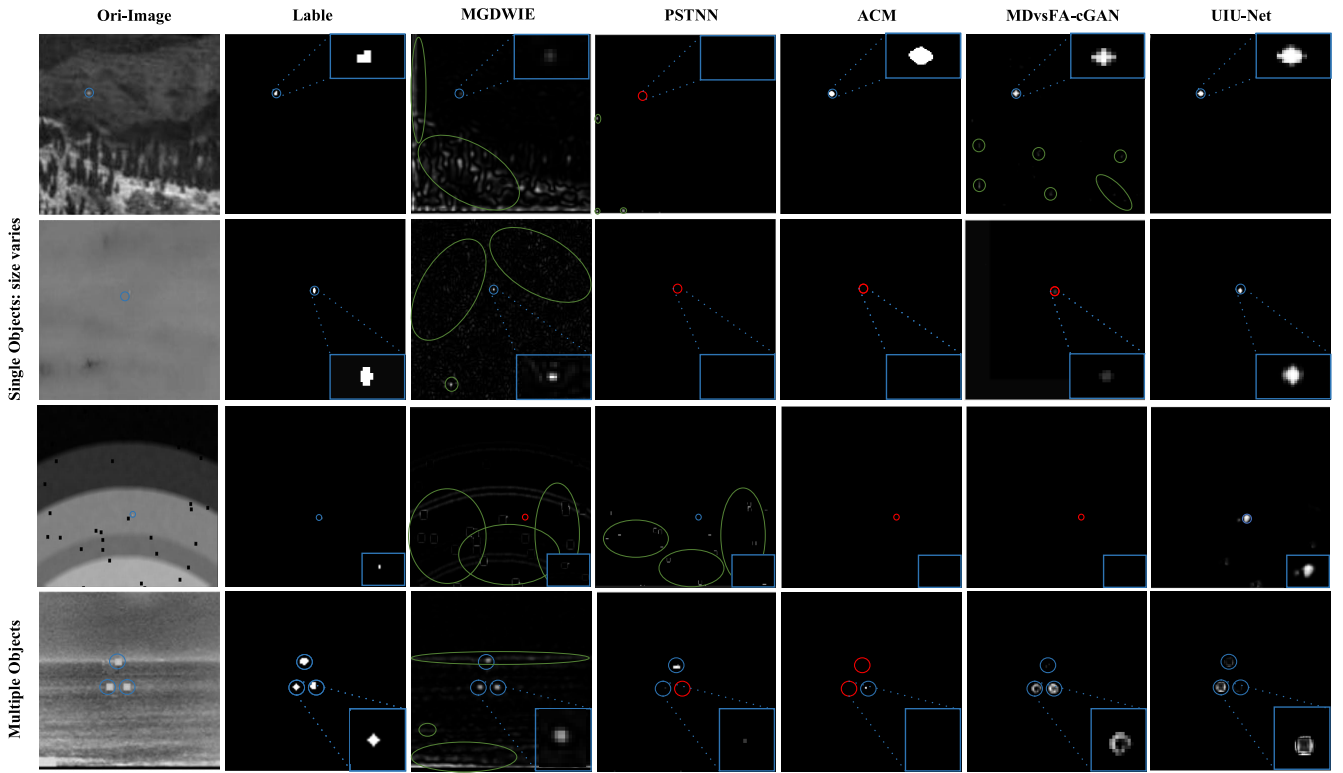 Ori-Image Lable MGDWIE PSTNN ACM MDvsFA-cGAN UIU-Net
Single Objects: size varies
Multiple Objects